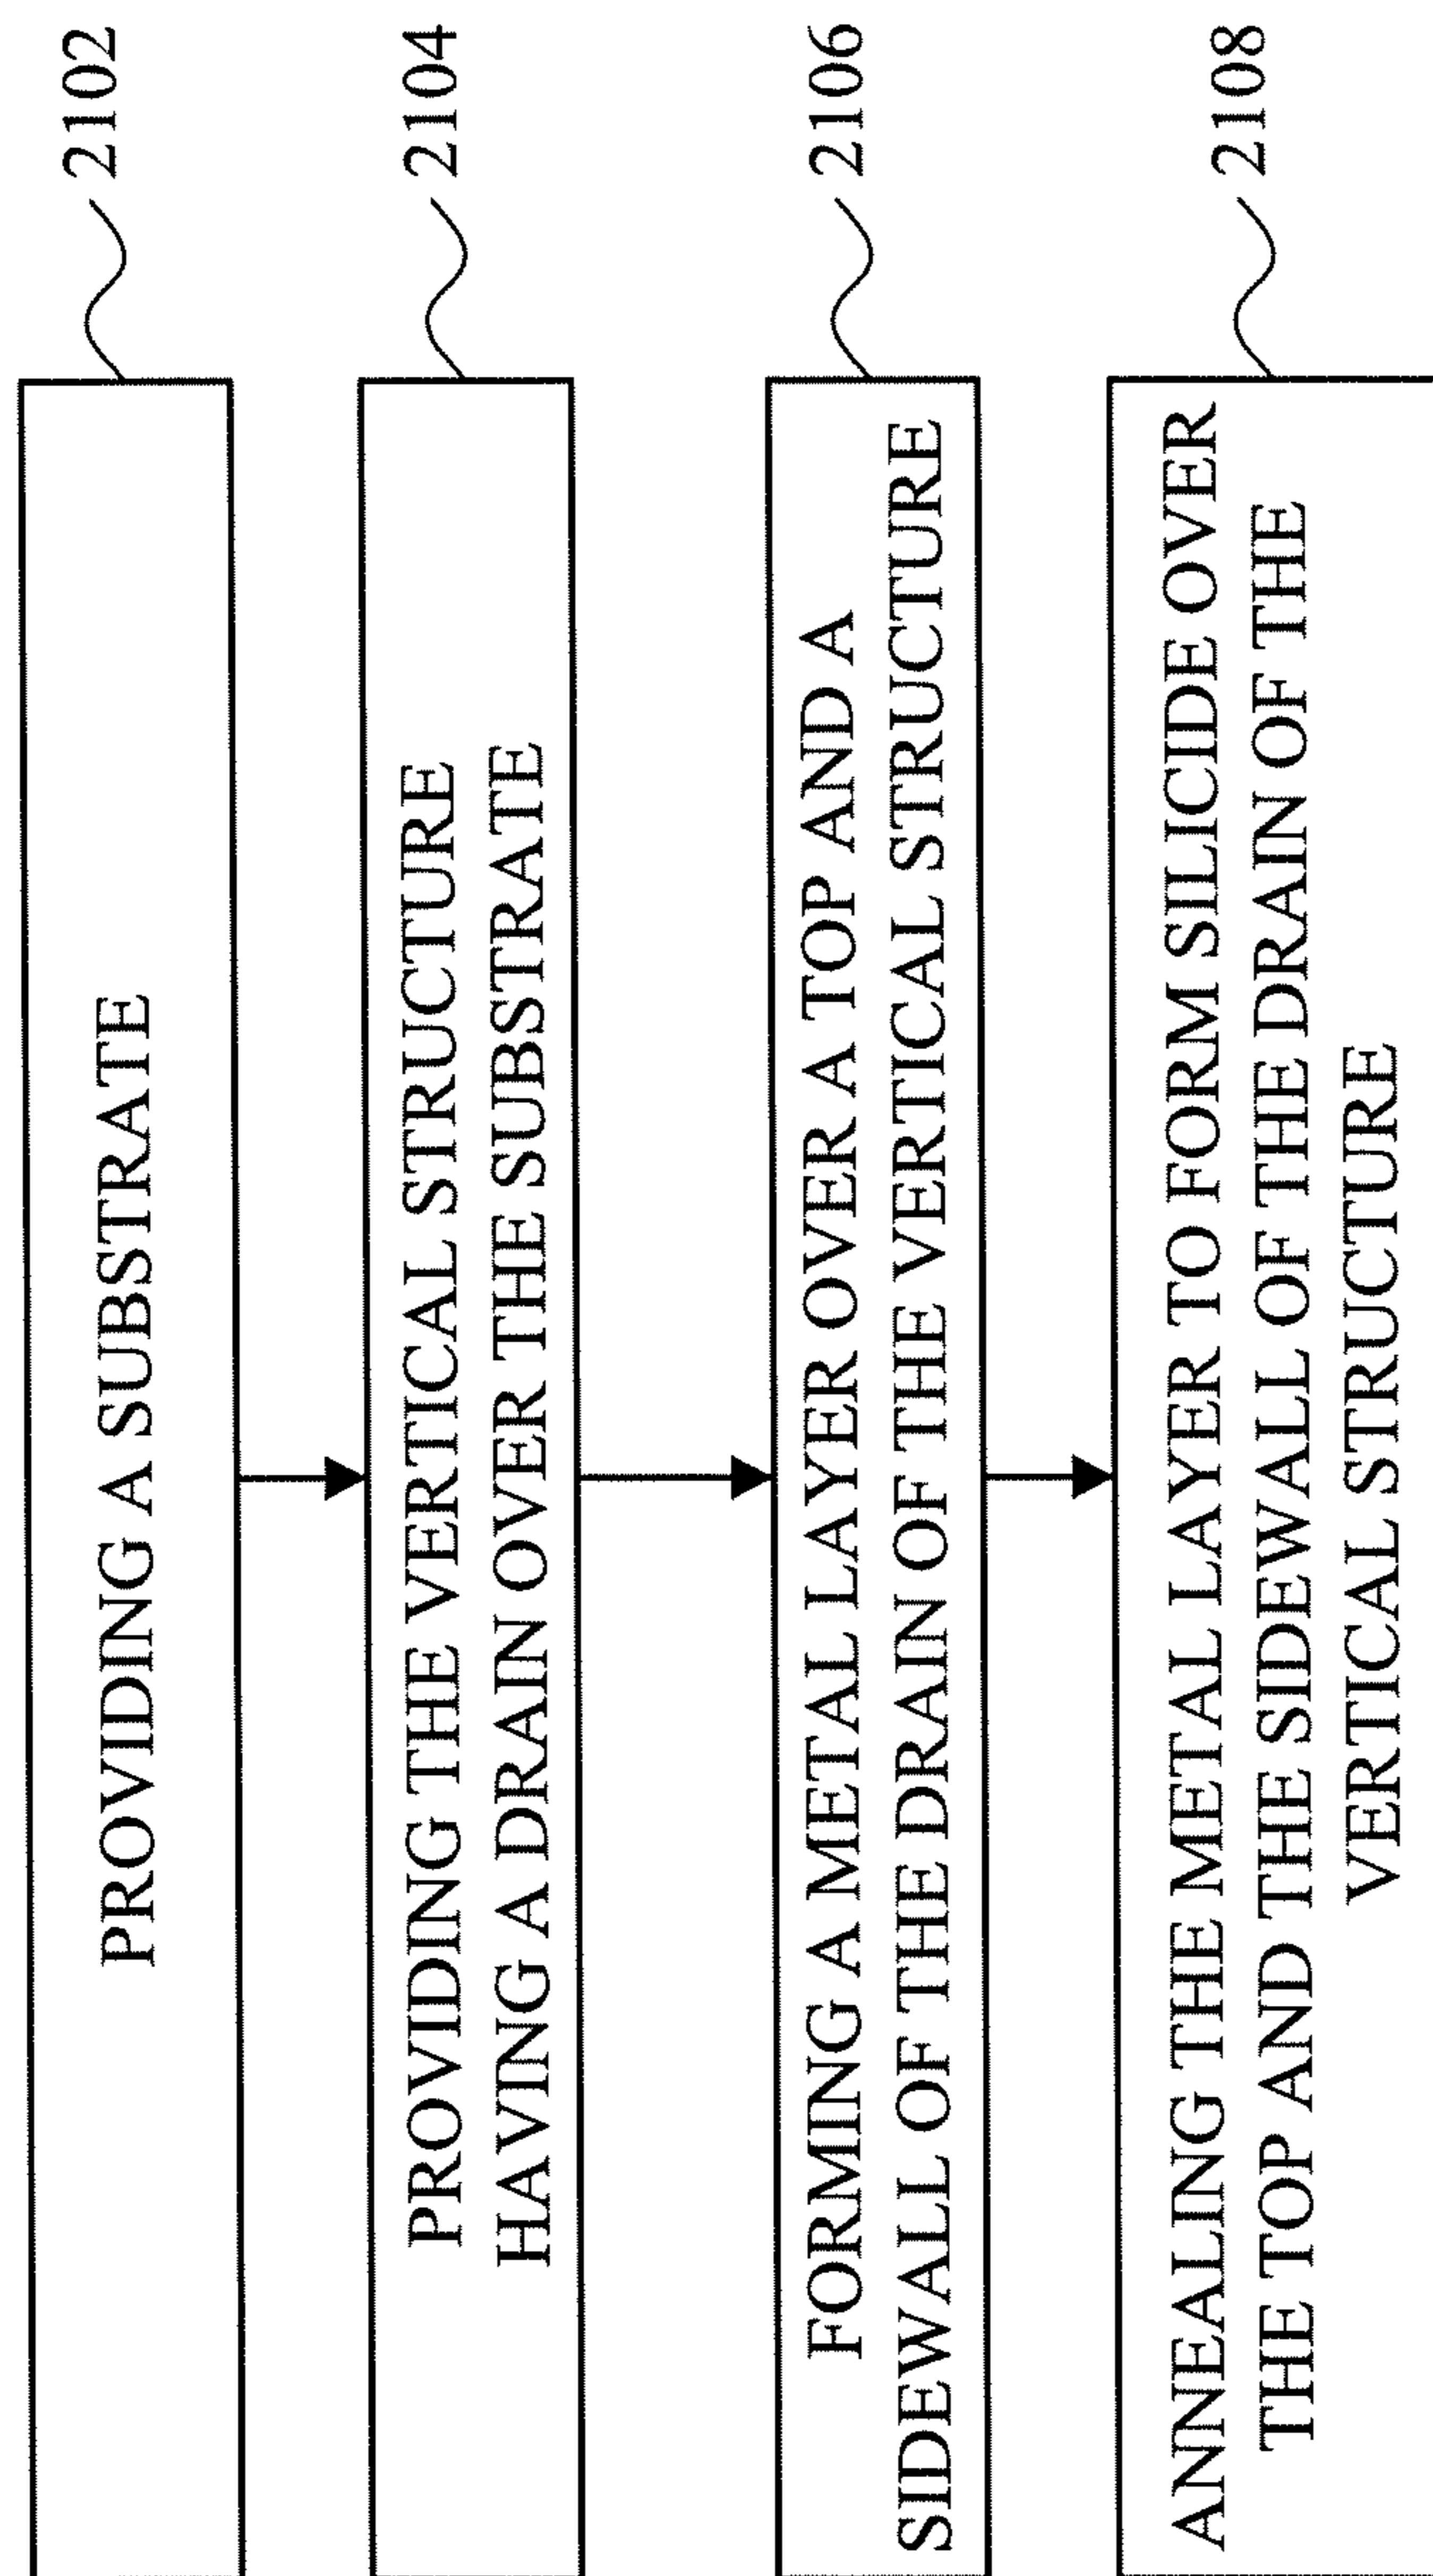 PROVIDING A SUBSTRATE
2102
PROVIDING THE VERTICAL STRUCTURE
HAVING A DRAIN OVER THE SUBSTRATE
2104
FORMING A METAL LAYER OVER A TOP AND A
SIDEWALL OF THE DRAIN OF THE VERTICAL STRUCTURE
2106
ANNEALING THE METAL LAYER TO FORM SILICIDE OVER
THE TOP AND THE SIDEWALL OF THE DRAIN OF THE
VERTICAL STRUCTURE
2108